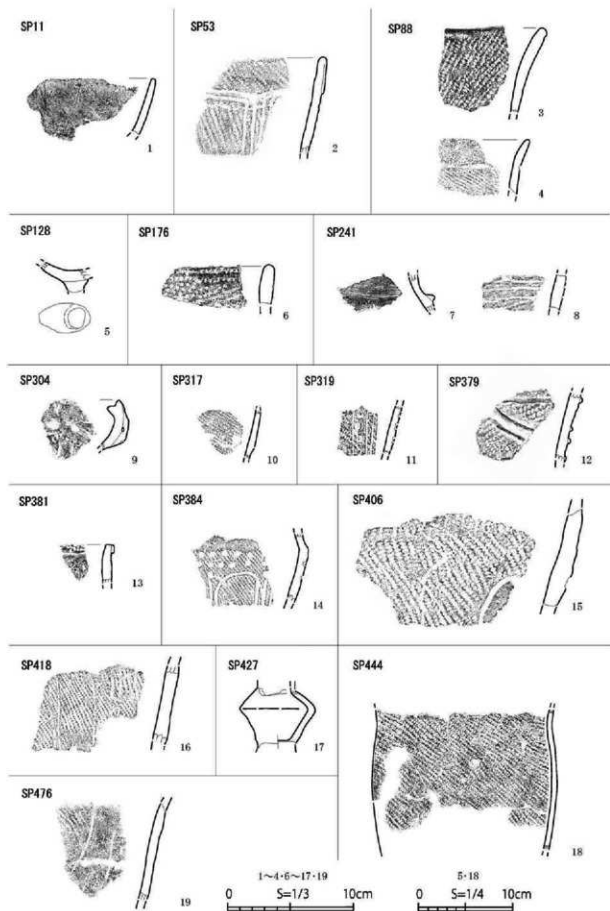 SP11
1
SP53
2
SP88
3
4
SP128
5
SP176
6
SP241
7
8
SP304
9
SP317
10
SP319
11
SP379
12
SP381
13
SP384
14
SP406
15
SP418
16
SP427
17
SP444
18
SP476
19
1～4・6～17・19
0 S=1/3 10cm
5・18
0 S=1/4 10cm